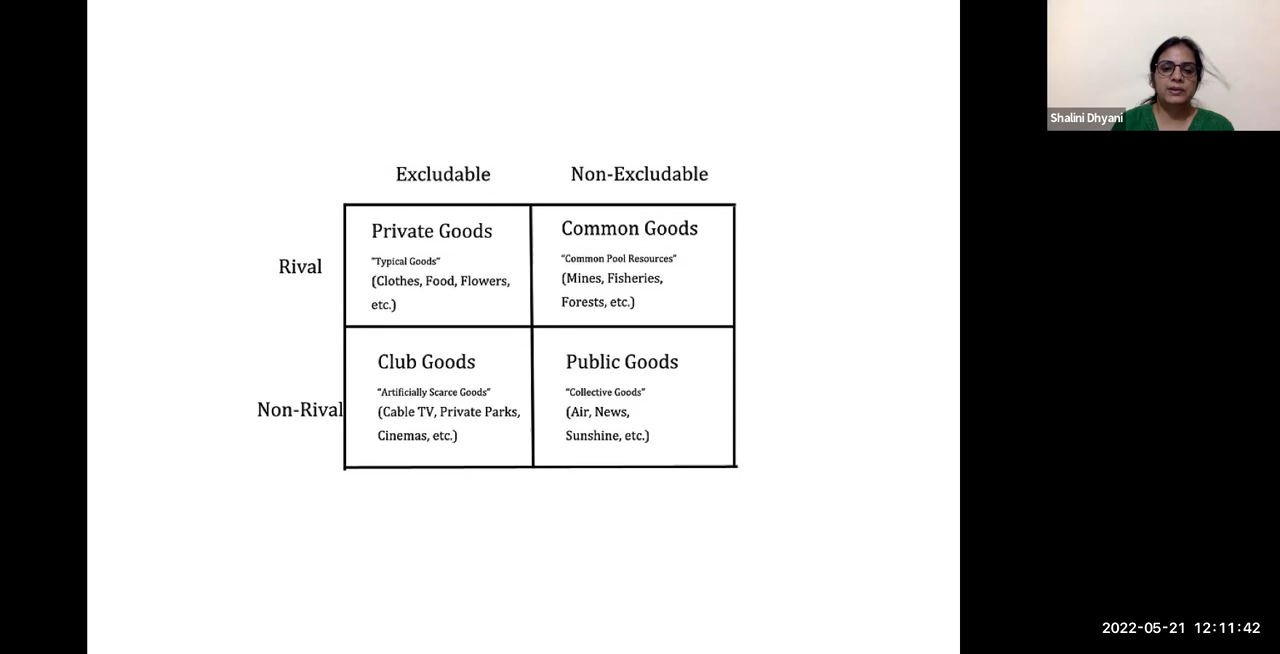 Shalini Dhyani
Excludable
Non-Excludable
Rival
Private Goods
"Typical Goods"
(Clothes, Food, Flowers,
etc.)
Common Goods
"Common Pool Resources"
(Mines, Fisheries,
Forests, etc.)
Non-Rival
Club Goods
"Artificially Scarce Goods"
(Cable TV, Private Parks,
Cinemas, etc.)
Public Goods
"Collective Goods"
(Air, News,
Sunshine, etc.)
2022-05-21 12:11:42